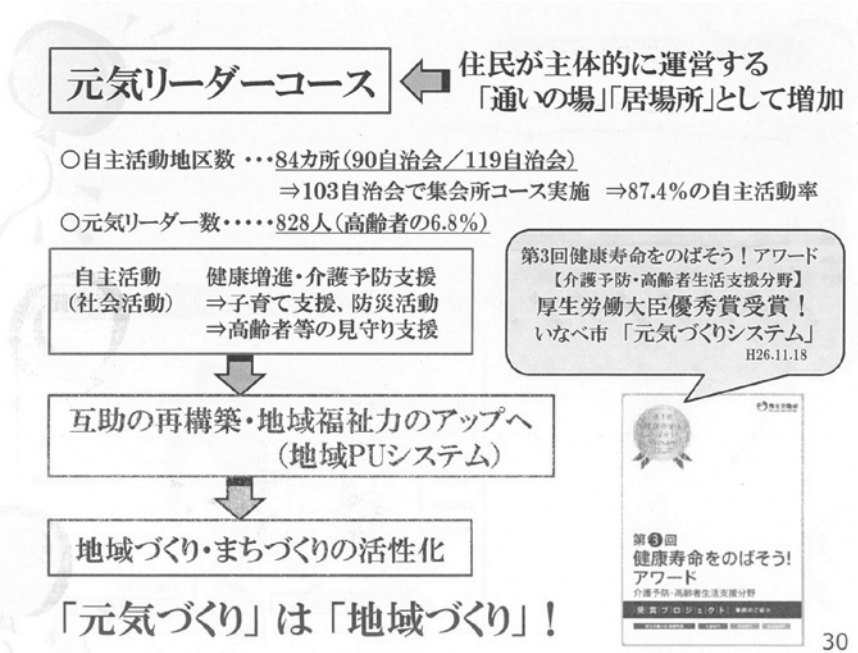 元気リーダーコース
住民が主体的に運営する
「通いの場」「居場所」として増加
○自主活動地区数 ・・・84カ所(90自治会/119自治会)
⇒103自治会で集会所コース実施 ⇒87.4%の自主活動率
○元気リーダー数・・・・・828人(高齢者の6.8%)
自主活動 健康増進・介護予防支援
(社会活動) ⇒子育て支援、防災活動
⇒高齢者等の見守り支援
第3回健康寿命をのばそう!アワード
【介護予防・高齢者生活支援分野】
厚生労働大臣優秀賞受賞!
いなべ市 「元気づくりシステム」
H26.11.18
互助の再構築・地域福祉力のアップへ
(地域PUシステム)
地域づくり・まちづくりの活性化
「元気づくり」は「地域づくり」!
厚生労働省
第3回
健康寿命をのばそう!
アワード
介護予防・高齢者生活支援分野
受賞プロジェクト
30